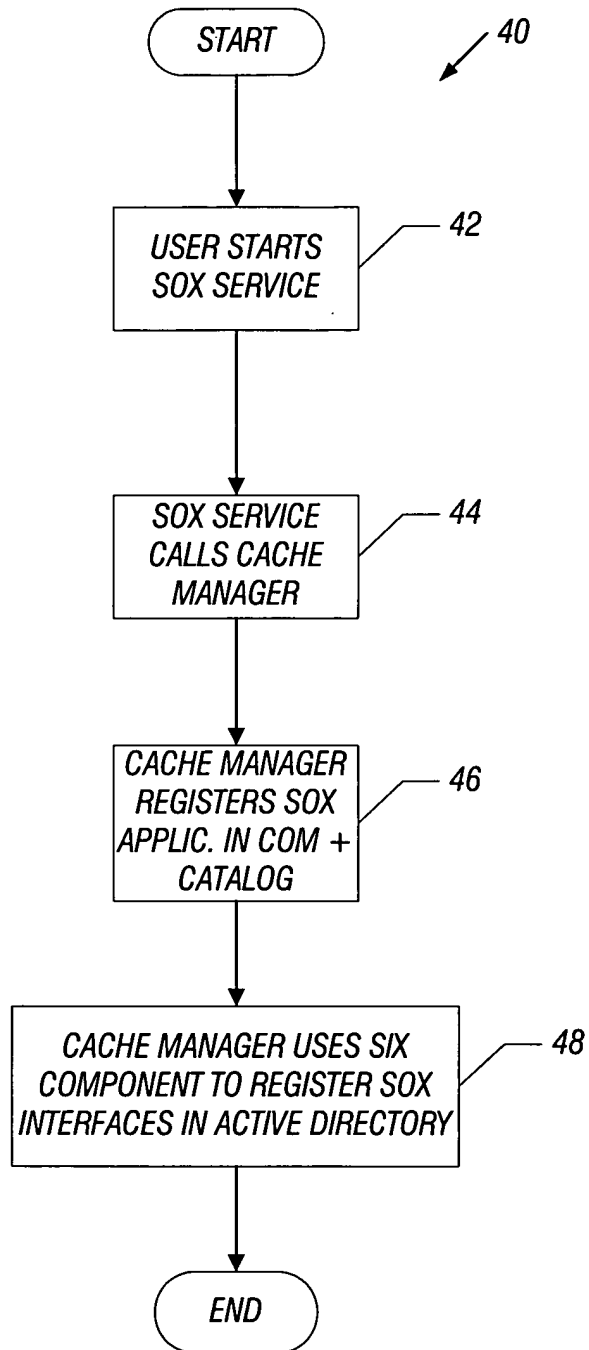 START
40
USER STARTS
SOX SERVICE
42
SOX SERVICE
CALLS CACHE
MANAGER
44
CACHE MANAGER
REGISTERS SOX
APPLIC. IN COM +
CATALOG
46
CACHE MANAGER USES SIX
COMPONENT TO REGISTER SOX
INTERFACES IN ACTIVE DIRECTORY
48
END